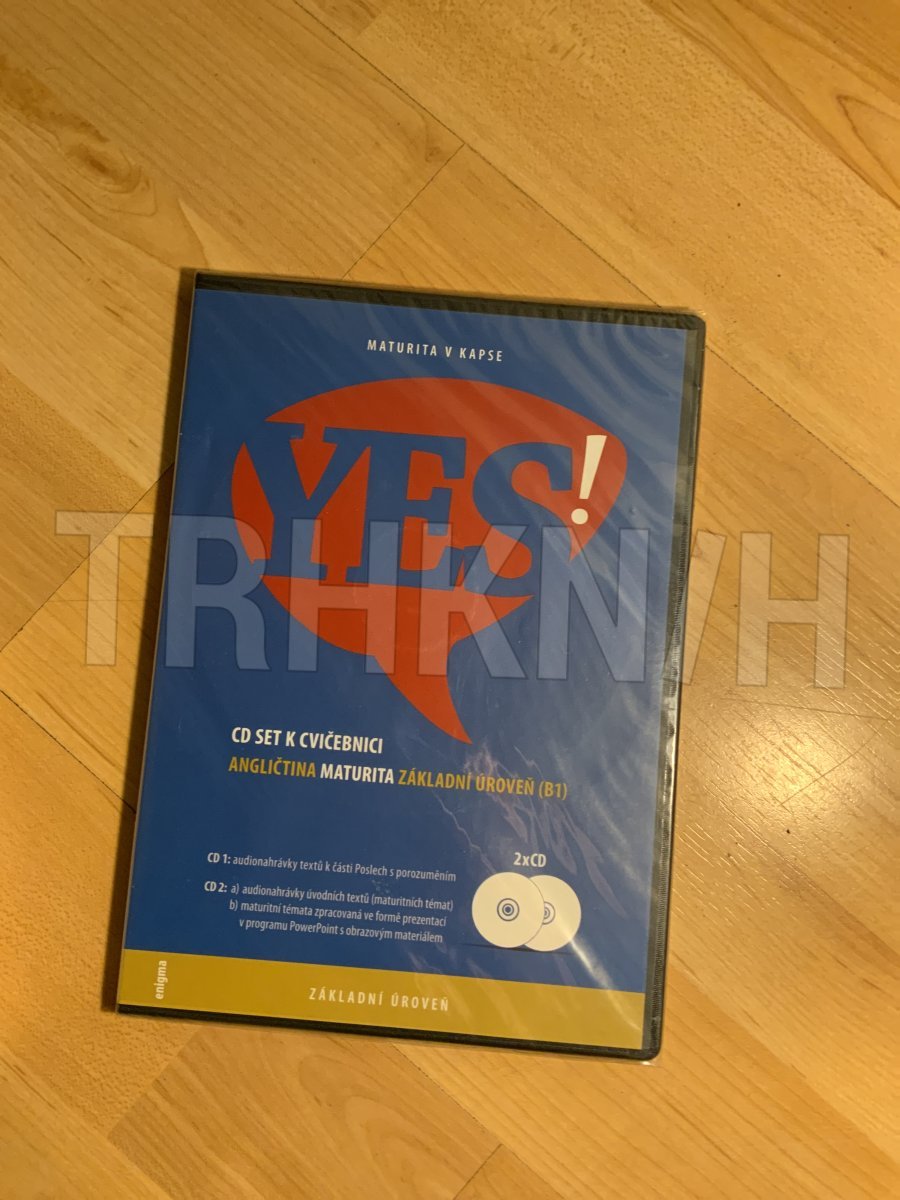 MATURITA V KAPSE
YES!
TRHKNIH
CD SET K CVIČEBNICI
ANGLIČTINA MATURITA ZÁKLADNÍ ÚROVEŇ (B1)
CD 1: audionahrávky textů k části Poslech s porozuměním
CD 2: a) audionahrávky úvodních textů (maturitních témat)
b) maturitní témata zpracovaná ve formě prezentací
v programu PowerPoint s obrazovým materiálem
2xCD
enigma
ZÁKLADNÍ ÚROVEŇ